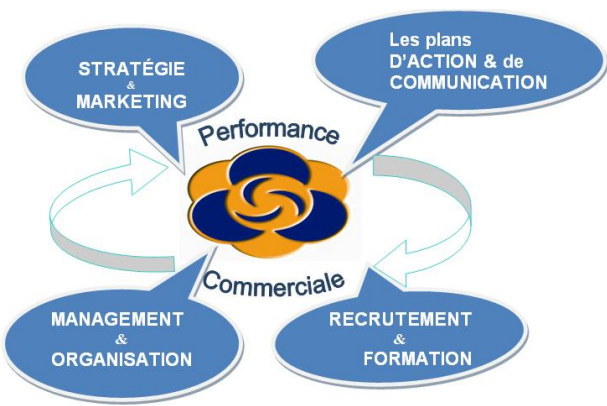 STRATÉGIE
&
MARKETING
Les plans
D'ACTION & de
COMMUNICATION
Performance
Commerciale
MANAGEMENT
&
ORGANISATION
RECRUTEMENT
&
FORMATION